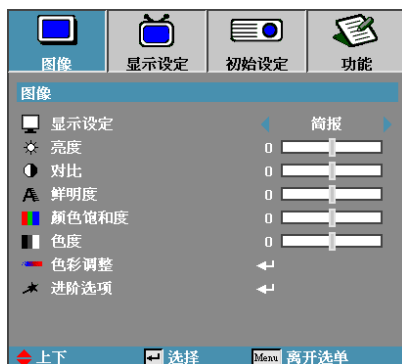 图像 显示设定 初始设定 功能
图像
显示设定 简报
亮度 0
对比 0
鲜明度 0
颜色饱和度 0
色度 0
色彩调整
进阶选项
上下 选择 Menu 离开选单